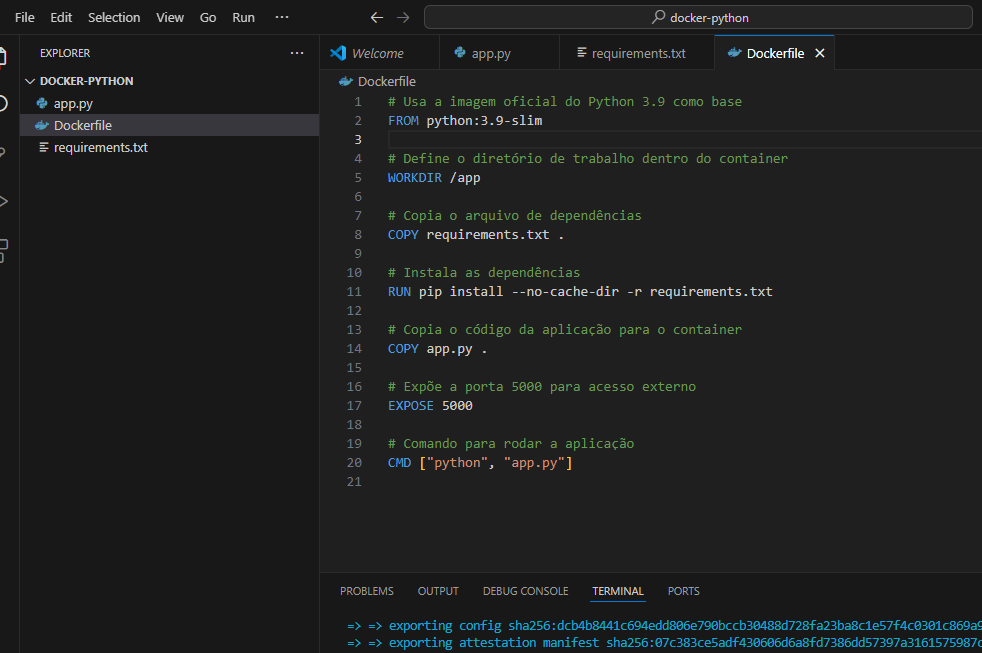 File Edit Selection View Go Run ··· docker-python
EXPLORER ···
DOCKER-PYTHON
app.py
Dockerfile
requirements.txt
Welcome app.py requirements.txt Dockerfile
Dockerfile
1 # Usa a imagem oficial do Python 3.9 como base
2 FROM python:3.9-slim
3
4 # Define o diretório de trabalho dentro do container
5 WORKDIR /app
6
7 # Copia o arquivo de dependências
8 COPY requirements.txt .
9
10 # Instala as dependências
11 RUN pip install --no-cache-dir -r requirements.txt
12
13 # Copia o código da aplicação para o container
14 COPY app.py .
15
16 # Expõe a porta 5000 para acesso externo
17 EXPOSE 5000
18
19 # Comando para rodar a aplicação
20 CMD ["python", "app.py"]
21
PROBLEMS OUTPUT DEBUG CONSOLE TERMINAL PORTS
=> => exporting config sha256:dcb4b8441c694edd806e790bccb30488d728fa23ba8c1e57f4c0301c869a9
=> => exporting attestation manifest sha256:07c383ce5adf430606d6a8fd7386dd57397a3161575987c